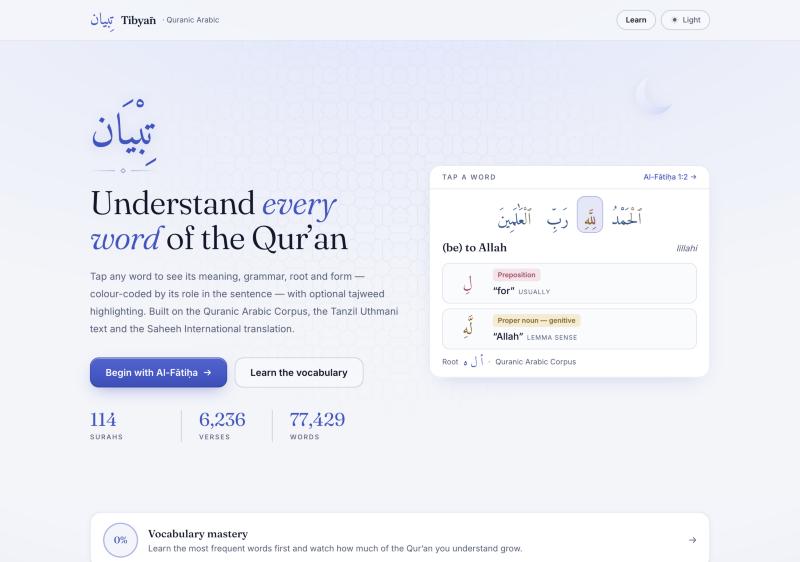 تِبيان Tibyān · Quranic Arabic
Learn
Light
تِبْيَان
Understand every
word of the Qur’an
Tap any word to see its meaning, grammar, root and form —
colour-coded by its role in the sentence — with optional tajweed
highlighting. Built on the Quranic Arabic Corpus, the Tanzil Uthmani
text and the Saheeh International translation.
Begin with Al-Fātiḥa →
Learn the vocabulary
114
SURAHS
6,236
VERSES
77,429
WORDS
TAP A WORD
Al-Fātiḥa 1:2 →
ٱلْحَمْدُ لِلَّهِ رَبِّ ٱلْعَٰلَمِينَ
(be) to Allah
lillahi
لِ
Preposition
“for” USUALLY
لَّهِ
Proper noun — genitive
“Allah” LEMMA SENSE
Root أ ل ه · Quranic Arabic Corpus
0%
Vocabulary mastery
Learn the most frequent words first and watch how much of the Qur’an you understand grow.
→